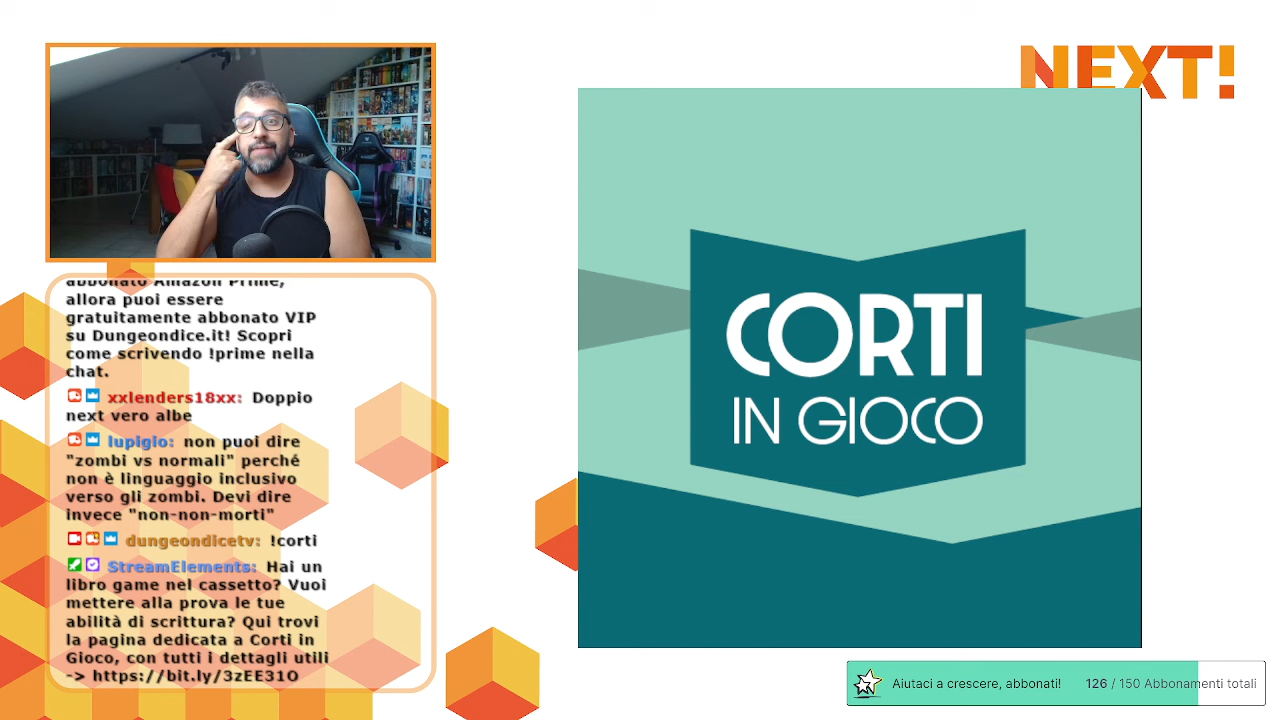 NEXT!
CORTI
IN GIOCO
abbonato Amazon Prime,
allora puoi essere
gratuitamente abbonato VIP
su Dungeondice.it! Scopri
come scrivendo !prime nella
chat.
xxlenders18xx: Doppio
next vero albe
lupigio: non puoi dire
"zombi vs normali" perché
non è linguaggio inclusivo
verso gli zombi. Devi dire
invece "non-non-morti"
dungeondicetv: !corti
StreamElements: Hai un
libro game nel cassetto? Vuoi
mettere alla prova le tue
abilità di scrittura? Qui trovi
la pagina dedicata a Corti in
Gioco, con tutti i dettagli utili
-> https://bit.ly/3zEE31O
Aiutaci a crescere, abbonati! 126 / 150 Abbonamenti totali